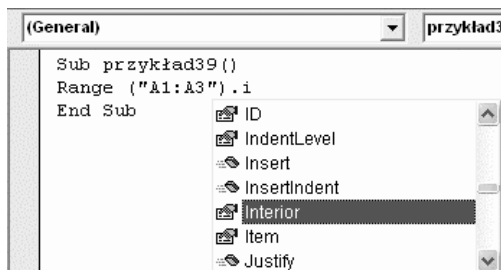 (General)
przykład3
Sub przykład39()
Range ("A1:A3").i
End Sub
ID
IndentLevel
Insert
InsertIndent
Interior
Item
Justify